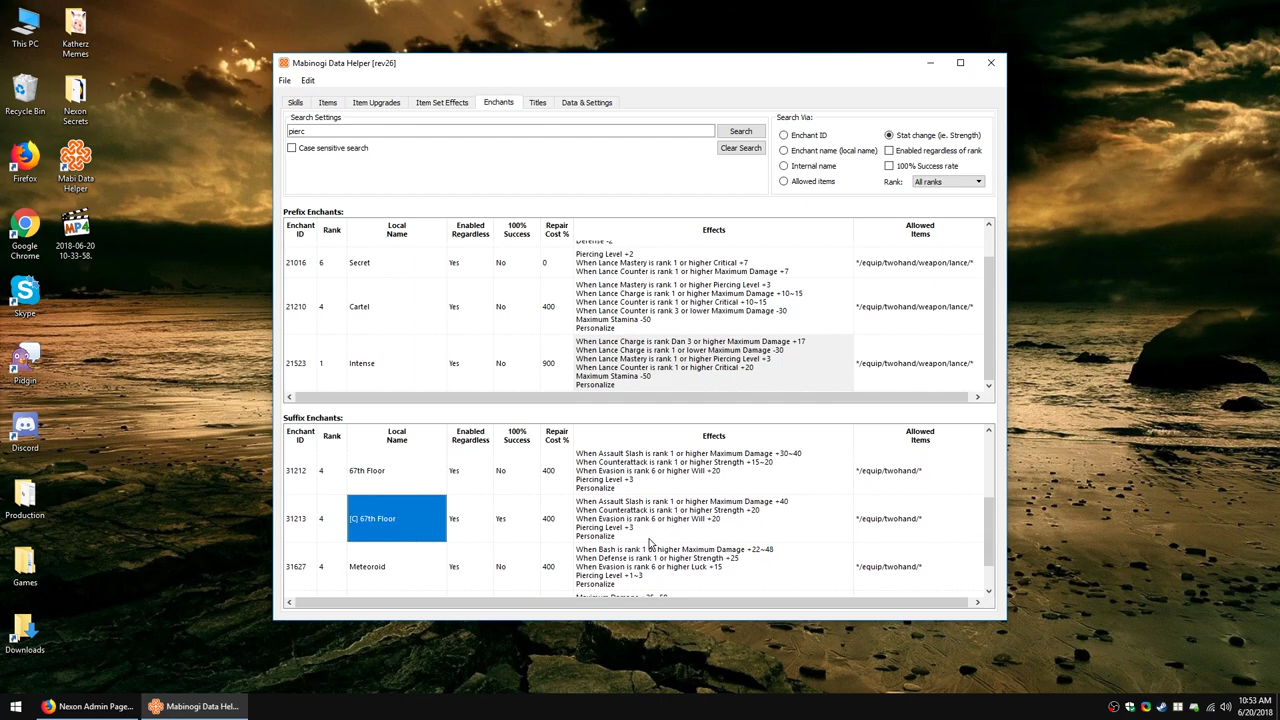 This PC
Katherz
Memes
Recycle Bin
Nexon
Secrets
Firefox
Mabi Data
Helper
Google
Chrome
2018-06-20
10-33-58.
Skype
Pidgin
Discord
Production
Games
Downloads
Mabinogi Data Helper [rev26]
File Edit
Skills Items Item Upgrades Item Set Effects Enchants Titles Data & Settings
Search Settings
pierc
Search
Case sensitive search
Clear Search
Search Via:
Enchant ID Stat change (ie. Strength)
Enchant name (local name) Enabled regardless of rank
Internal name 100% Success rate
Allowed items Rank: All ranks
Prefix Enchants:
Enchant ID Rank Local Name Enabled Regardless 100% Success Repair Cost % Effects Allowed Items
Defense -2
21016 6 Secret Yes No 0
Piercing Level +2
When Lance Mastery is rank 1 or higher Critical +7
When Lance Counter is rank 1 or higher Maximum Damage +7
*/equip/twohand/weapon/lance/*
21210 4 Cartel Yes No 400
When Lance Mastery is rank 1 or higher Piercing Level +3
When Lance Charge is rank 1 or higher Maximum Damage +10~15
When Lance Counter is rank 1 or higher Critical +10~15
When Lance Counter is rank 3 or lower Maximum Damage -30
Maximum Stamina -50
Personalize
*/equip/twohand/weapon/lance/*
21523 1 Intense Yes No 900
When Lance Charge is rank Dan 3 or higher Maximum Damage +17
When Lance Charge is rank 1 or lower Maximum Damage -30
When Lance Mastery is rank 1 or higher Piercing Level +3
When Lance Counter is rank 1 or higher Critical +20
Maximum Stamina -50
Personalize
*/equip/twohand/weapon/lance/*
Suffix Enchants:
Enchant ID Rank Local Name Enabled Regardless 100% Success Repair Cost % Effects Allowed Items
31212 4 67th Floor Yes No 400
When Assault Slash is rank 1 or higher Maximum Damage +30~40
When Counterattack is rank 1 or higher Strength +15~20
When Evasion is rank 6 or higher Will +20
Piercing Level +3
Personalize
*/equip/twohand/*
31213 4 [C] 67th Floor Yes Yes 400
When Assault Slash is rank 1 or higher Maximum Damage +40
When Counterattack is rank 1 or higher Strength +20
When Evasion is rank 6 or higher Will +20
Piercing Level +3
Personalize
*/equip/twohand/*
31627 4 Meteoroid Yes No 400
When Bash is rank 1 or higher Maximum Damage +22~48
When Defense is rank 1 or higher Strength +25
When Evasion is rank 6 or higher Luck +15
Piercing Level +1~3
Personalize
*/equip/twohand/*
Nexon Admin Page...
Mabinogi Data Hel...
10:53 AM
6/20/2018